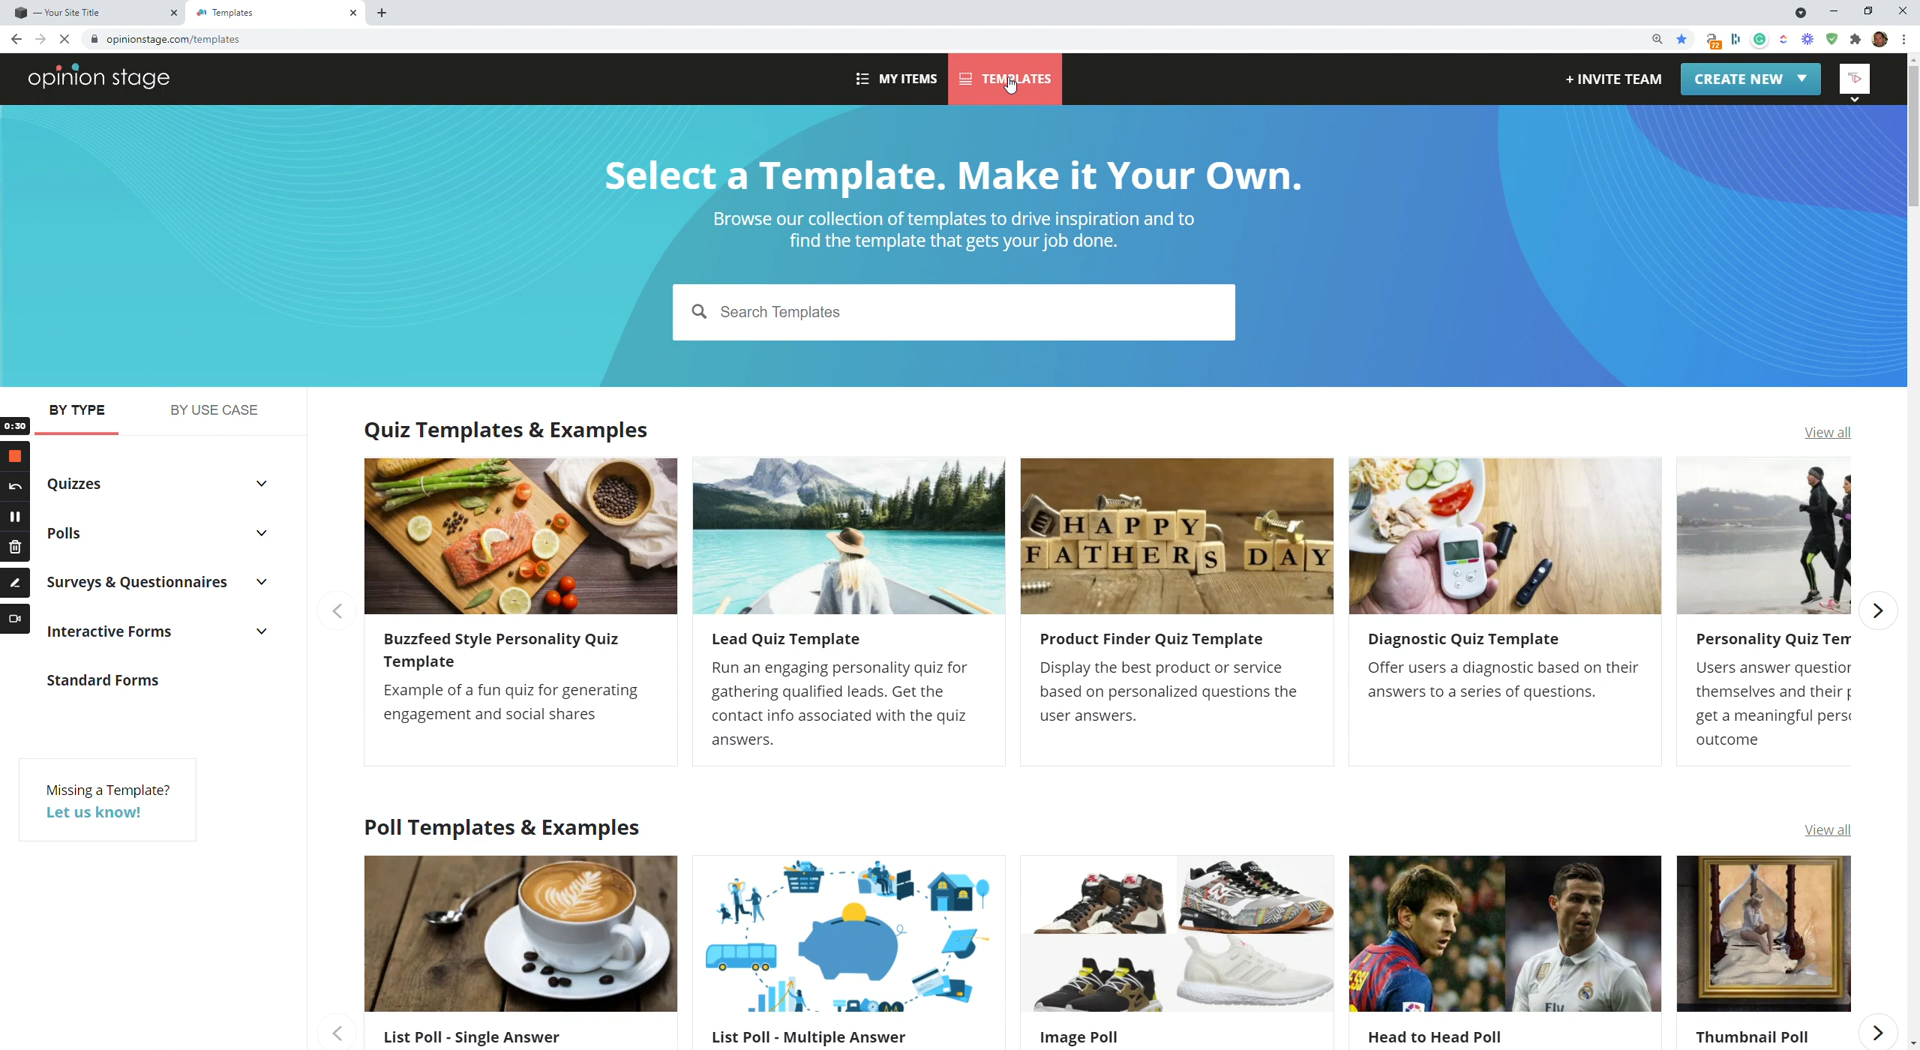 — Your Site Title
Templates
opinionstage.com/templates
72
opinion stage
MY ITEMS
TEMPLATES
+ INVITE TEAM
CREATE NEW
Select a Template. Make it Your Own.
Browse our collection of templates to drive inspiration and to
find the template that gets your job done.
Search Templates
BY TYPE
BY USE CASE
0:30
Quizzes
Polls
Surveys & Questionnaires
Interactive Forms
Standard Forms
Missing a Template?
Let us know!
Quiz Templates & Examples
View all
HAPPY
FATHERS DAY
Buzzfeed Style Personality Quiz
Template
Example of a fun quiz for generating
engagement and social shares
Lead Quiz Template
Run an engaging personality quiz for
gathering qualified leads. Get the
contact info associated with the quiz
answers.
Product Finder Quiz Template
Display the best product or service
based on personalized questions the
user answers.
Diagnostic Quiz Template
Offer users a diagnostic based on their
answers to a series of questions.
Personality Quiz Tem
Users answer question
themselves and their p
get a meaningful perso
outcome
Poll Templates & Examples
View all
List Poll - Single Answer
List Poll - Multiple Answer
Image Poll
Head to Head Poll
Thumbnail Poll